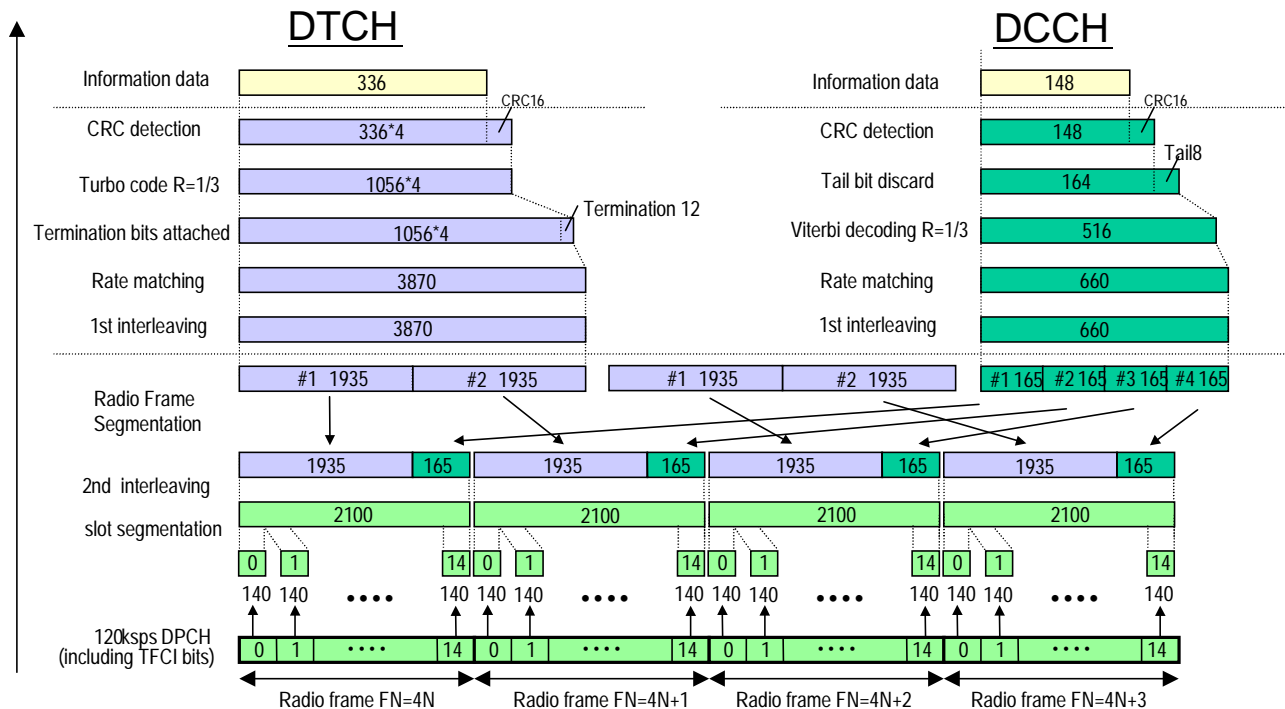 DTCH DCCH
Information data 336 Information data 148
CRC16 CRC16
CRC detection 336*4 CRC detection 148
Tail8
Turbo code R=1/3 1056*4 Tail bit discard 164
Termination 12
Termination bits attached 1056*4 Viterbi decoding R=1/3 516
Rate matching 3870 Rate matching 660
1st interleaving 3870 1st interleaving 660
#1 1935 #2 1935 #1 1935 #2 1935 #1 165 #2 165 #3 165 #4 165
Radio Frame
Segmentation
1935 165 1935 165 1935 165 1935 165
2nd interleaving
2100 2100 2100 2100
slot segmentation
0 1 14 0 1 14 0 1 14 0 1 14
140 140 •••• 140 140 140 •••• 140 140 140 •••• 140 140 140 •••• 140
120ksps DPCH
(including TFCI bits)
0 1 •••• 14 0 1 •••• 14 0 1 •••• 14 0 1 •••• 14
Radio frame FN=4N Radio frame FN=4N+1 Radio frame FN=4N+2 Radio frame FN=4N+3